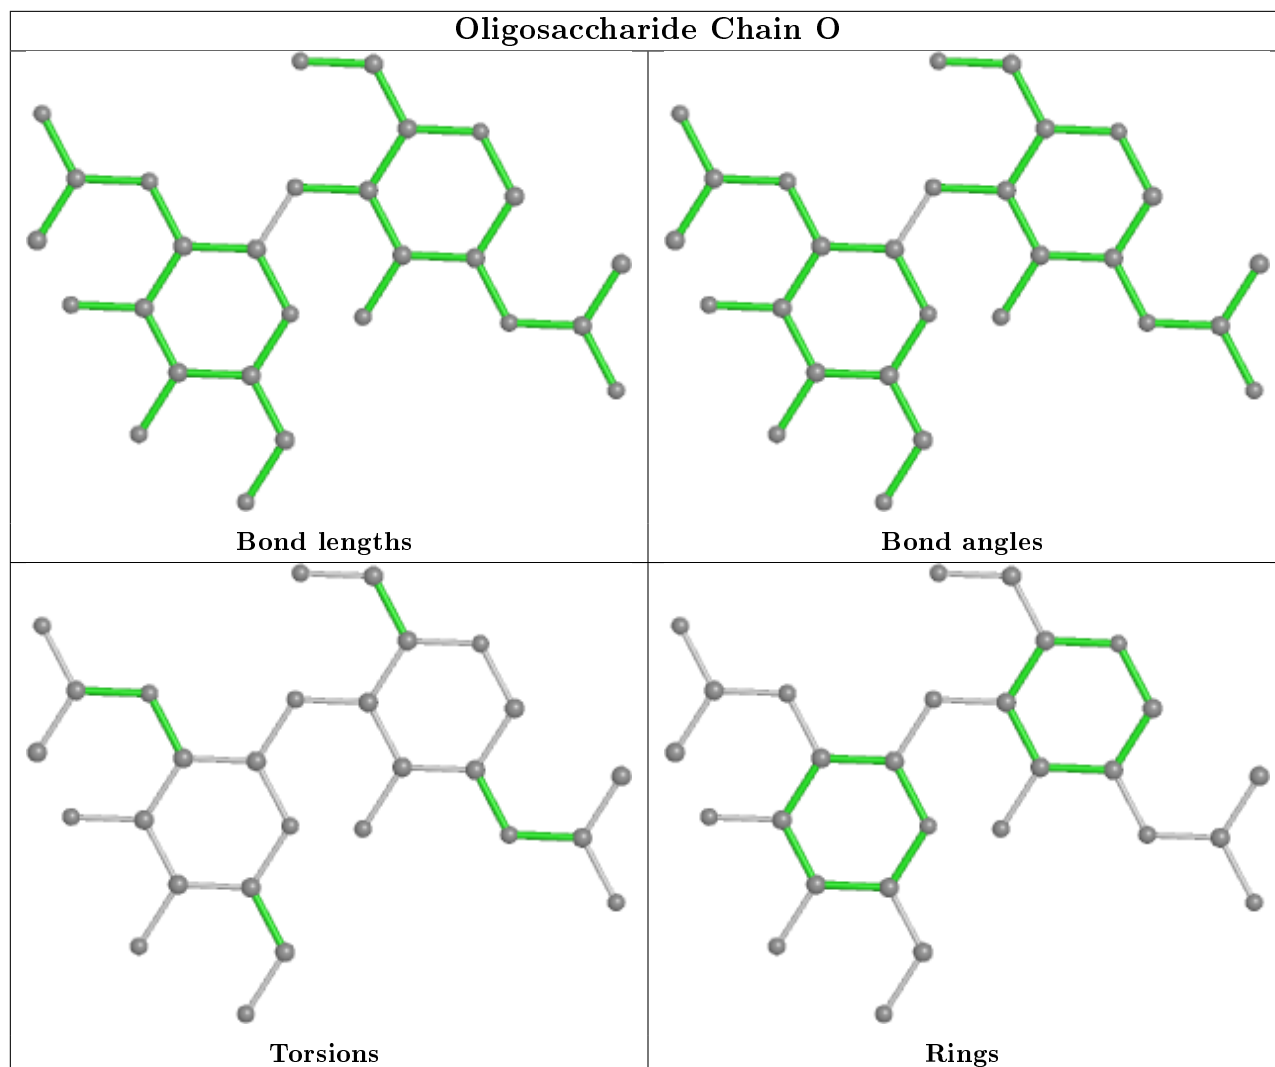 Oligosaccharide Chain O
Bond lengths
Bond angles
Torsions
Rings